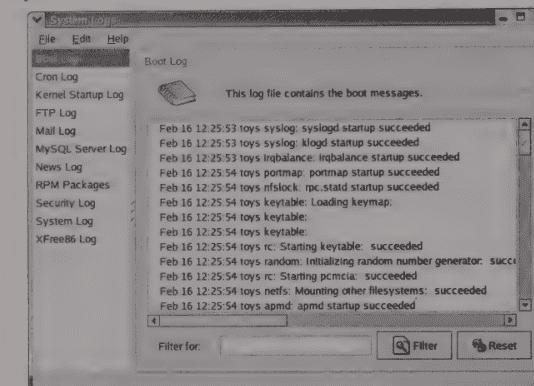 System Logs
File Edit Help
Boot Log
Cron Log
Kernel Startup Log
FTP Log
Mail Log
MySQL Server Log
News Log
RPM Packages
Security Log
System Log
XFree86 Log
Boot Log
This log file contains the boot messages.
Feb 16 12:25:53 toys syslog: syslogd startup succeeded
Feb 16 12:25:53 toys syslog: klogd startup succeeded
Feb 16 12:25:53 toys irqbalance: irqbalance startup succeeded
Feb 16 12:25:54 toys portmap: portmap startup succeeded
Feb 16 12:25:54 toys nfslock: rpc.statd startup succeeded
Feb 16 12:25:54 toys keytable: Loading keymap:
Feb 16 12:25:54 toys keytable:
Feb 16 12:25:54 toys keytable:
Feb 16 12:25:54 toys rc: Starting keytable: succeeded
Feb 16 12:25:54 toys random: Initializing random number generator: succe
Feb 16 12:25:54 toys rc: Starting pcmcia: succeeded
Feb 16 12:25:54 toys netfs: Mounting other filesystems: succeeded
Feb 16 12:25:54 toys apmd: apmd startup succeeded
Filter for:
Filter
Reset